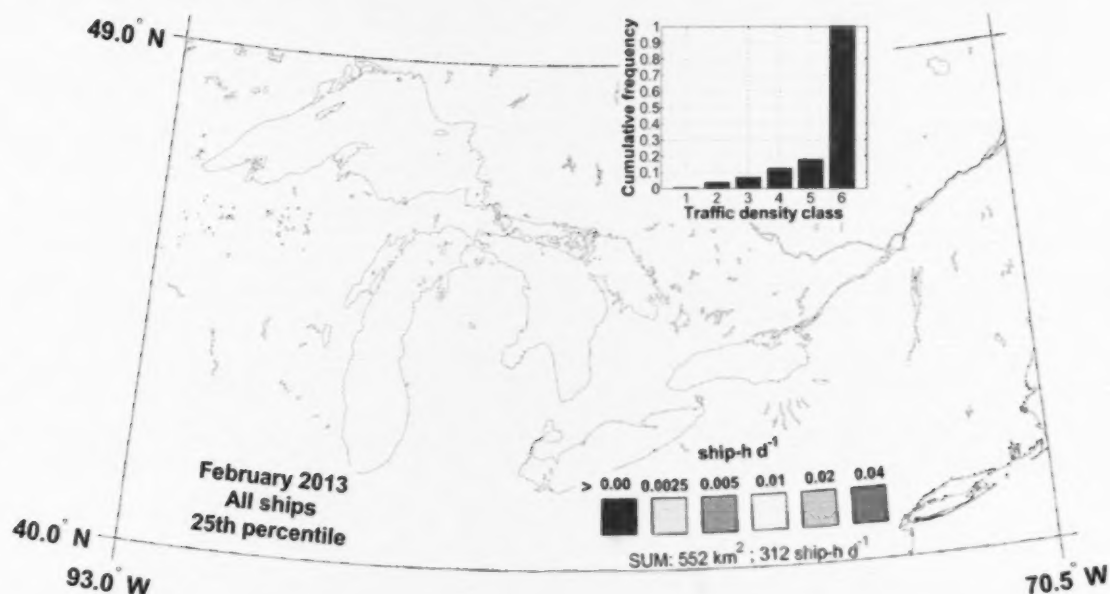 49.0° N
Cumulative frequency
1
0.9
0.8
0.7
0.6
0.5
0.4
0.3
0.2
0.1
0
1 2 3 4 5 6
Traffic density class
February 2013
All ships
25th percentile
ship-h d⁻¹
> 0.00 0.0025 0.005 0.01 0.02 0.04
SUM: 552 km² ; 312 ship-h d⁻¹
40.0° N
93.0° W
70.5° W